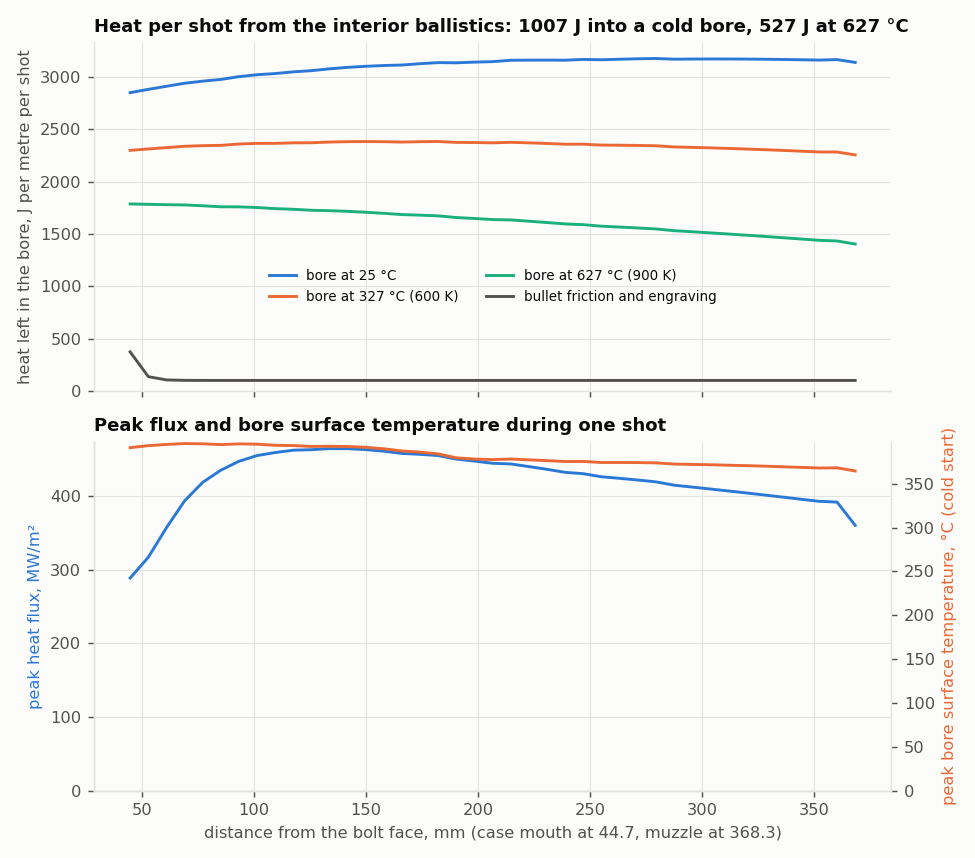 Heat per shot from the interior ballistics: 1007 J into a cold bore, 527 J at 627 °C
heat left in the bore, J per metre per shot
3000
2500
2000
1500
1000
500
0
bore at 25 °C
bore at 327 °C (600 K)
bore at 627 °C (900 K)
bullet friction and engraving
Peak flux and bore surface temperature during one shot
peak heat flux, MW/m²
400
300
200
100
0
350
300
250
200
150
100
50
0
peak bore surface temperature, °C (cold start)
50 100 150 200 250 300 350
distance from the bolt face, mm (case mouth at 44.7, muzzle at 368.3)